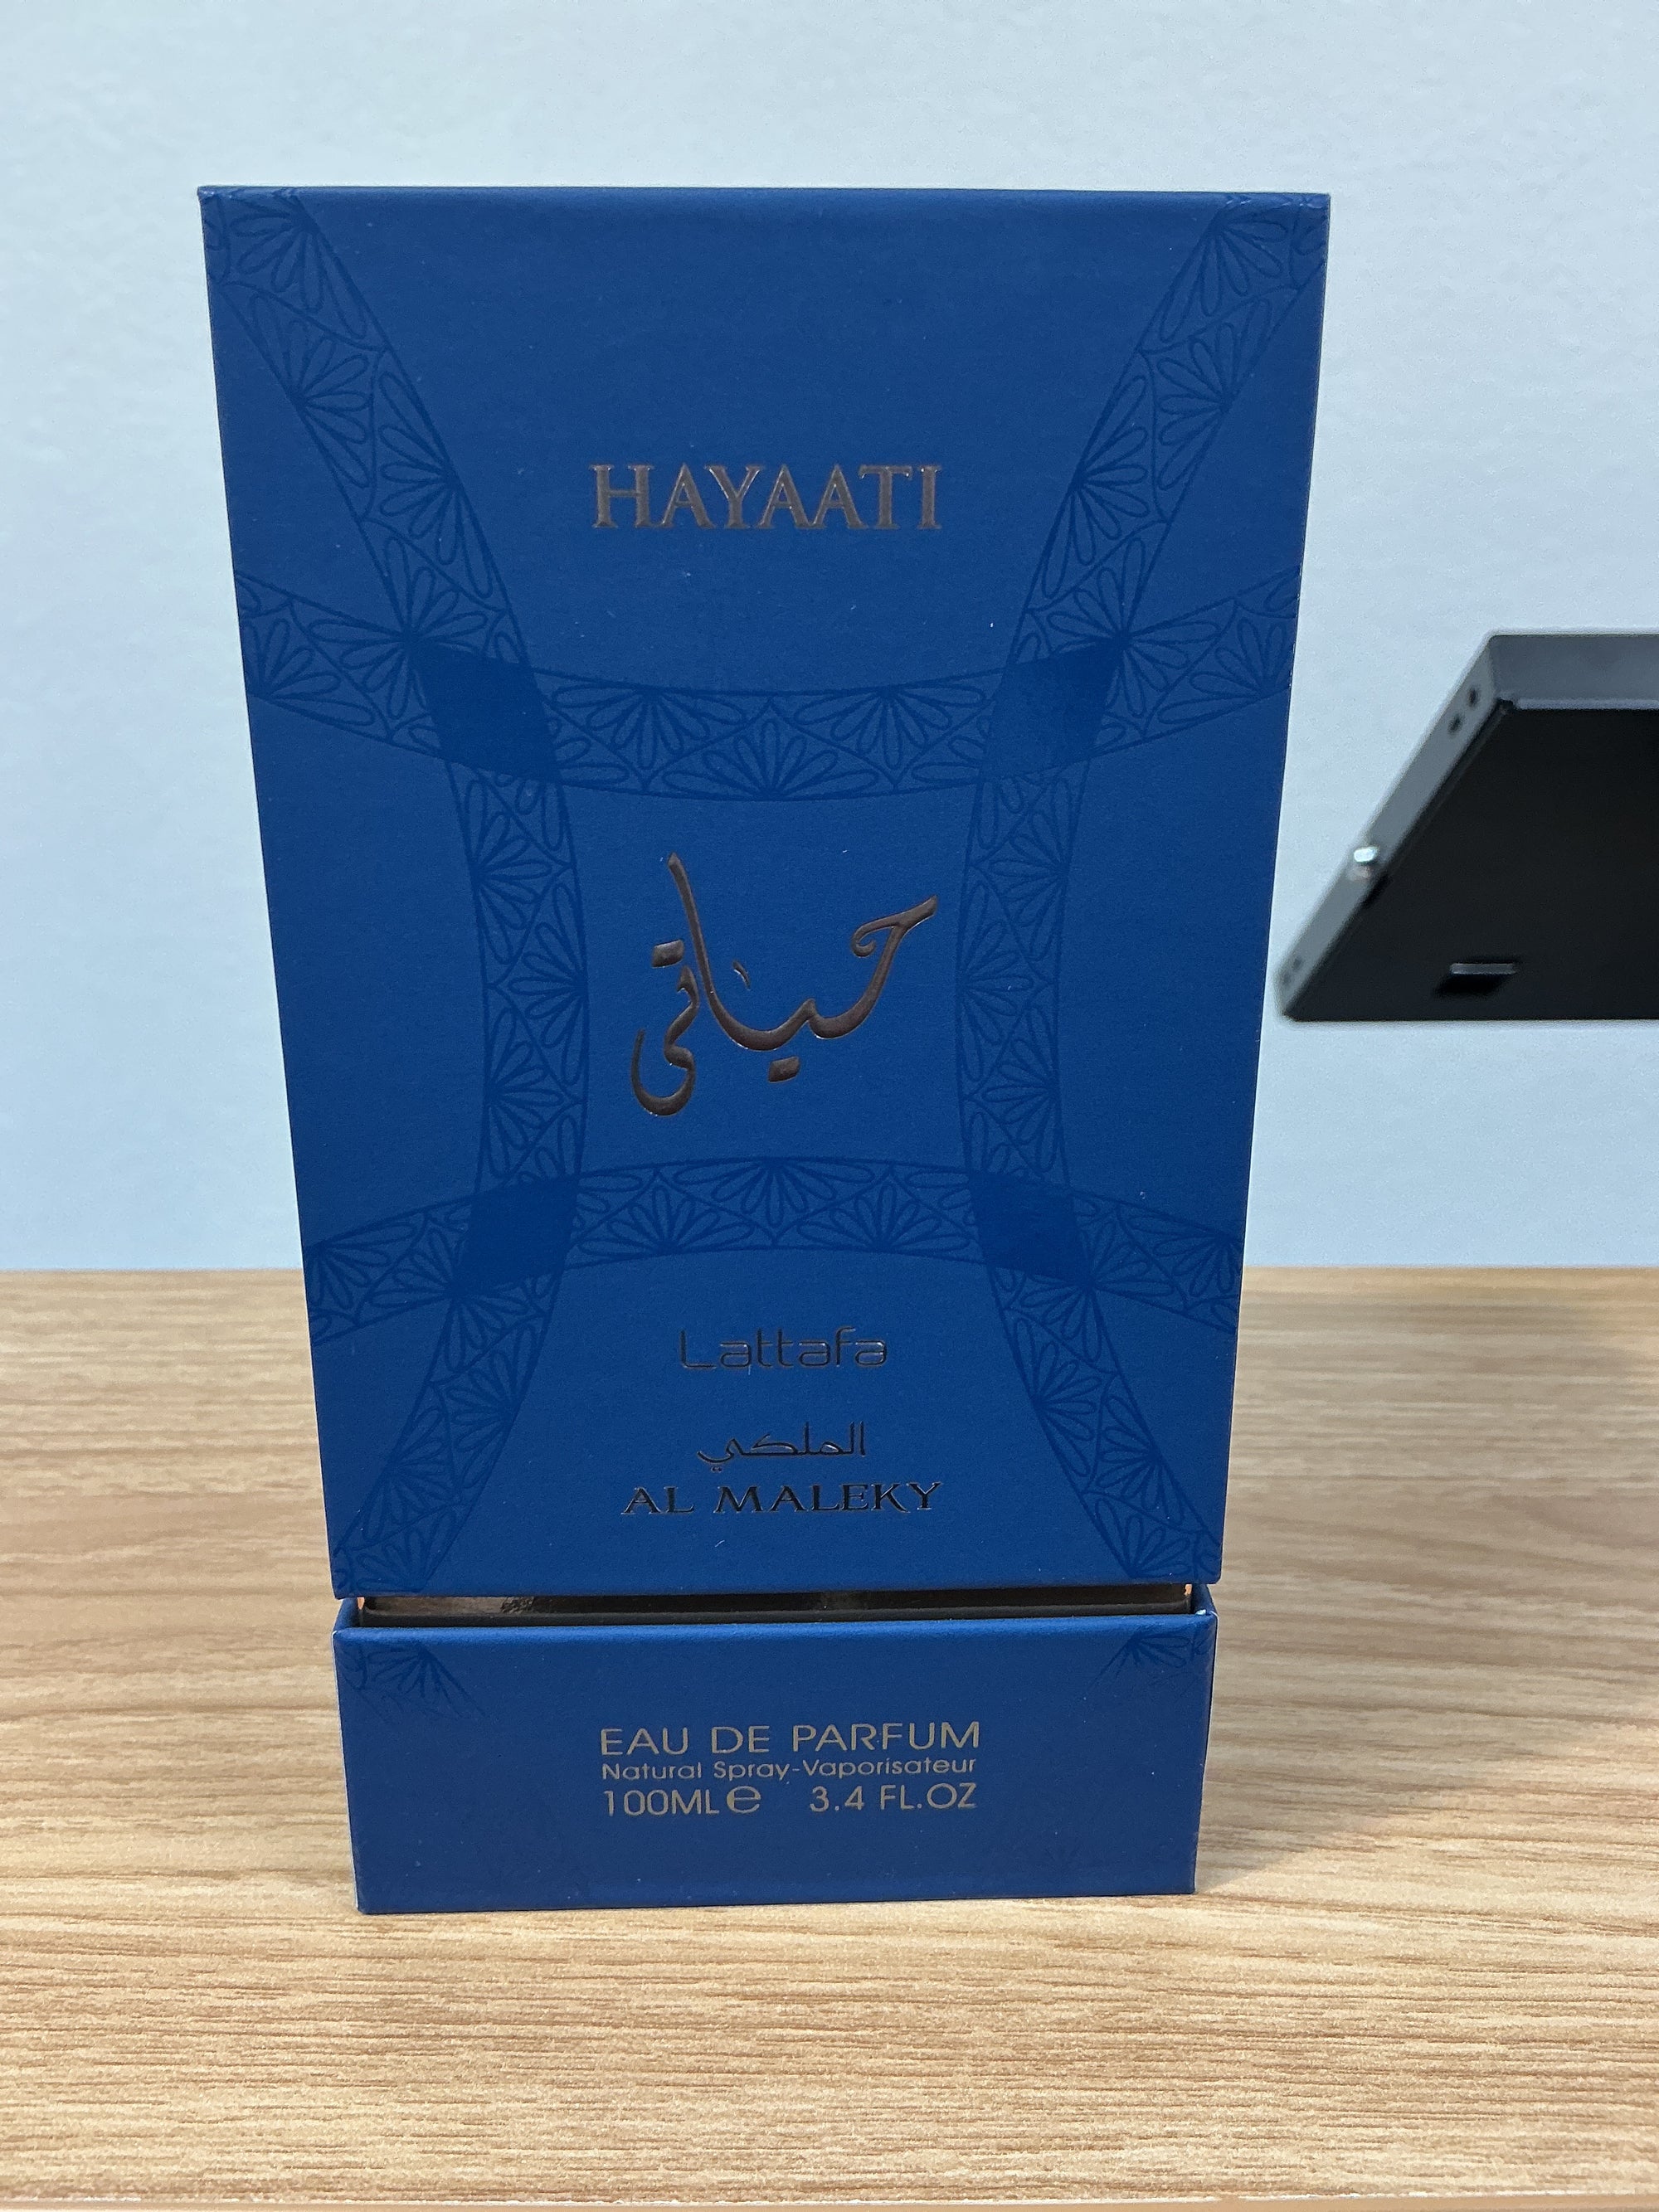 HAYAATI
حياتي
Lattafa
الملكي
AL MALEKY
EAU DE PARFUM
Natural Spray-Vaporisateur
100ML℮ 3.4 FL.OZ